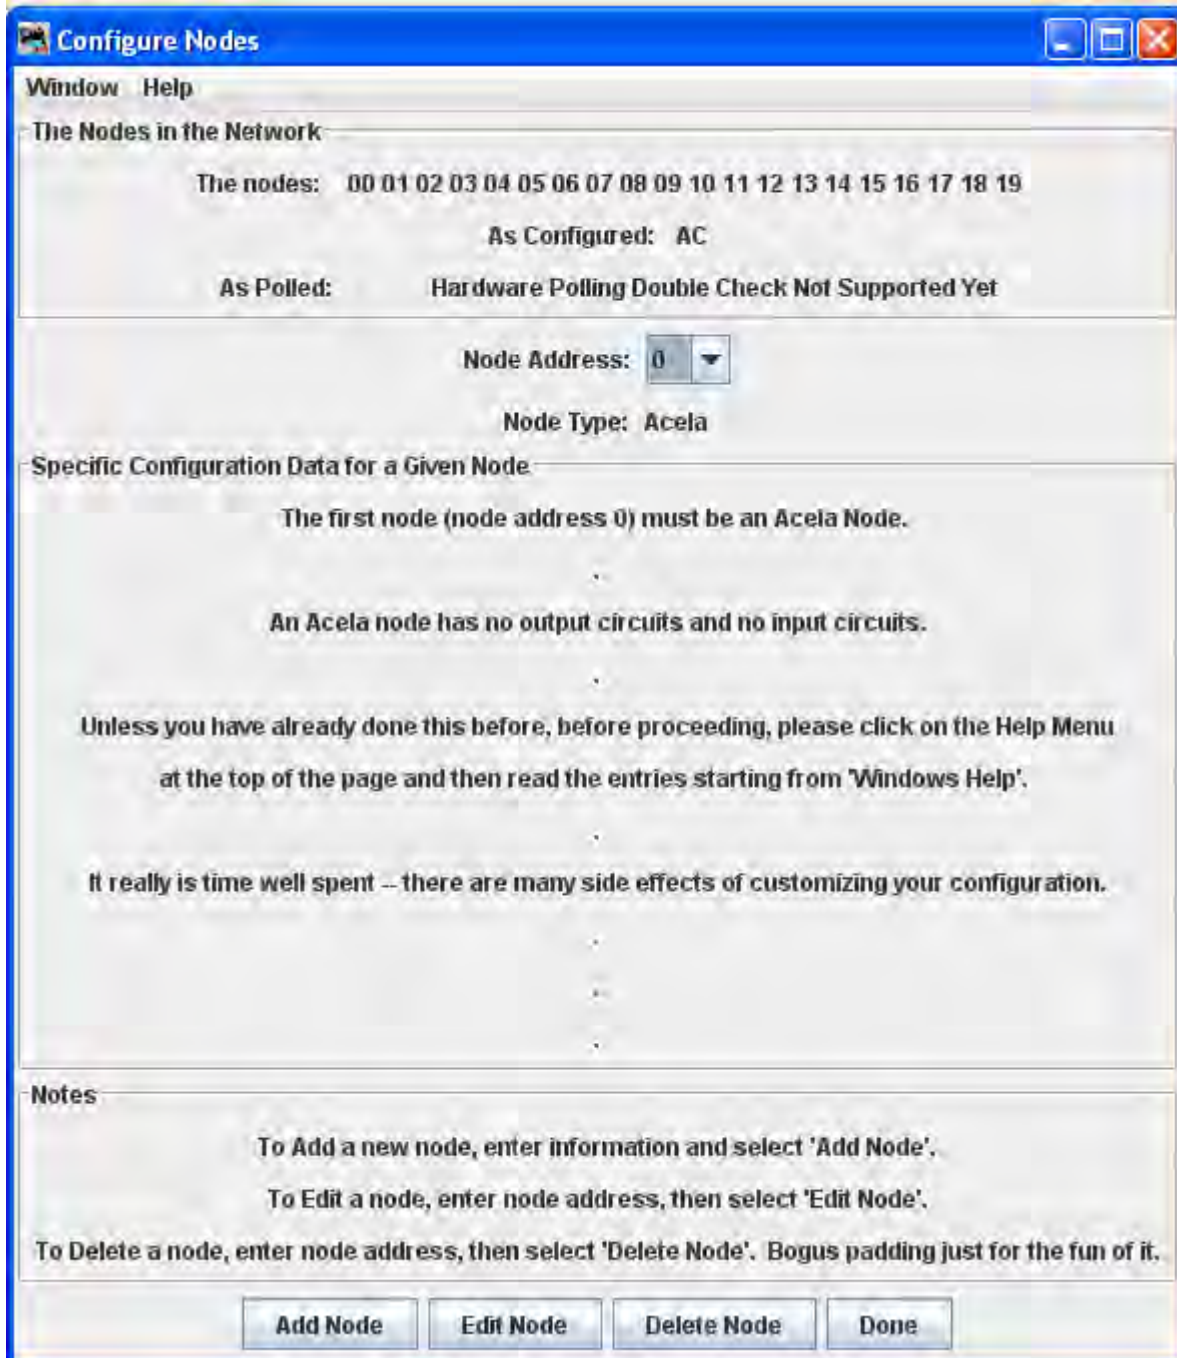 Configure Nodes
Window Help
The Nodes in the Network
The nodes: 00 01 02 03 04 05 06 07 08 09 10 11 12 13 14 15 16 17 18 19
As Configured: AC
As Polled: Hardware Polling Double Check Not Supported Yet
Node Address: 0
Node Type: Acela
Specific Configuration Data for a Given Node
The first node (node address 0) must be an Acela Node.
.
An Acela node has no output circuits and no input circuits.
.
Unless you have already done this before, before proceeding, please click on the Help Menu
at the top of the page and then read the entries starting from 'Windows Help'.
.
It really is time well spent -- there are many side effects of customizing your configuration.
.
.
.
Notes
To Add a new node, enter information and select 'Add Node'.
To Edit a node, enter node address, then select 'Edit Node'.
To Delete a node, enter node address, then select 'Delete Node'. Bogus padding just for the fun of it.
Add Node Edit Node Delete Node Done